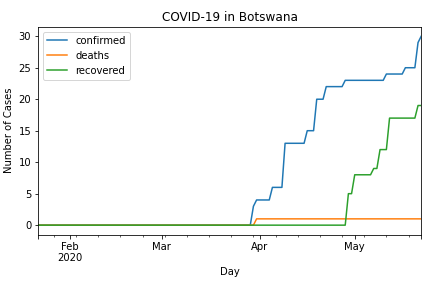 COVID-19 in Botswana
confirmed
deaths
recovered
Number of Cases
30
25
20
15
10
5
0
Feb
2020
Mar
Apr
May
Day